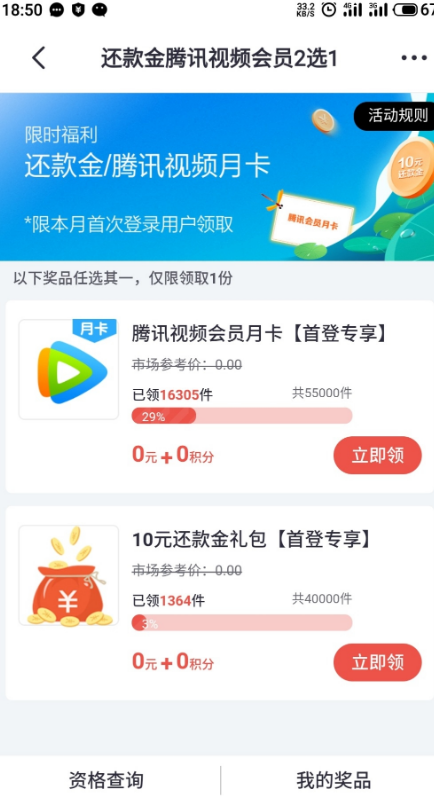 18:50
33.2
KB/S
4G
3G
67
还款金腾讯视频会员2选1
活动规则
限时福利
还款金/腾讯视频月卡
10元
还款金
腾讯会员月卡
*限本月首次登录用户领取
以下奖品任选其一，仅限领取1份
月卡
腾讯视频会员月卡【首登专享】
市场参考价：0.00
已领16305件
共55000件
29%
0元+0积分
立即领
10元还款金礼包【首登专享】
市场参考价：0.00
已领1364件
共40000件
3%
0元+0积分
立即领
资格查询
我的奖品